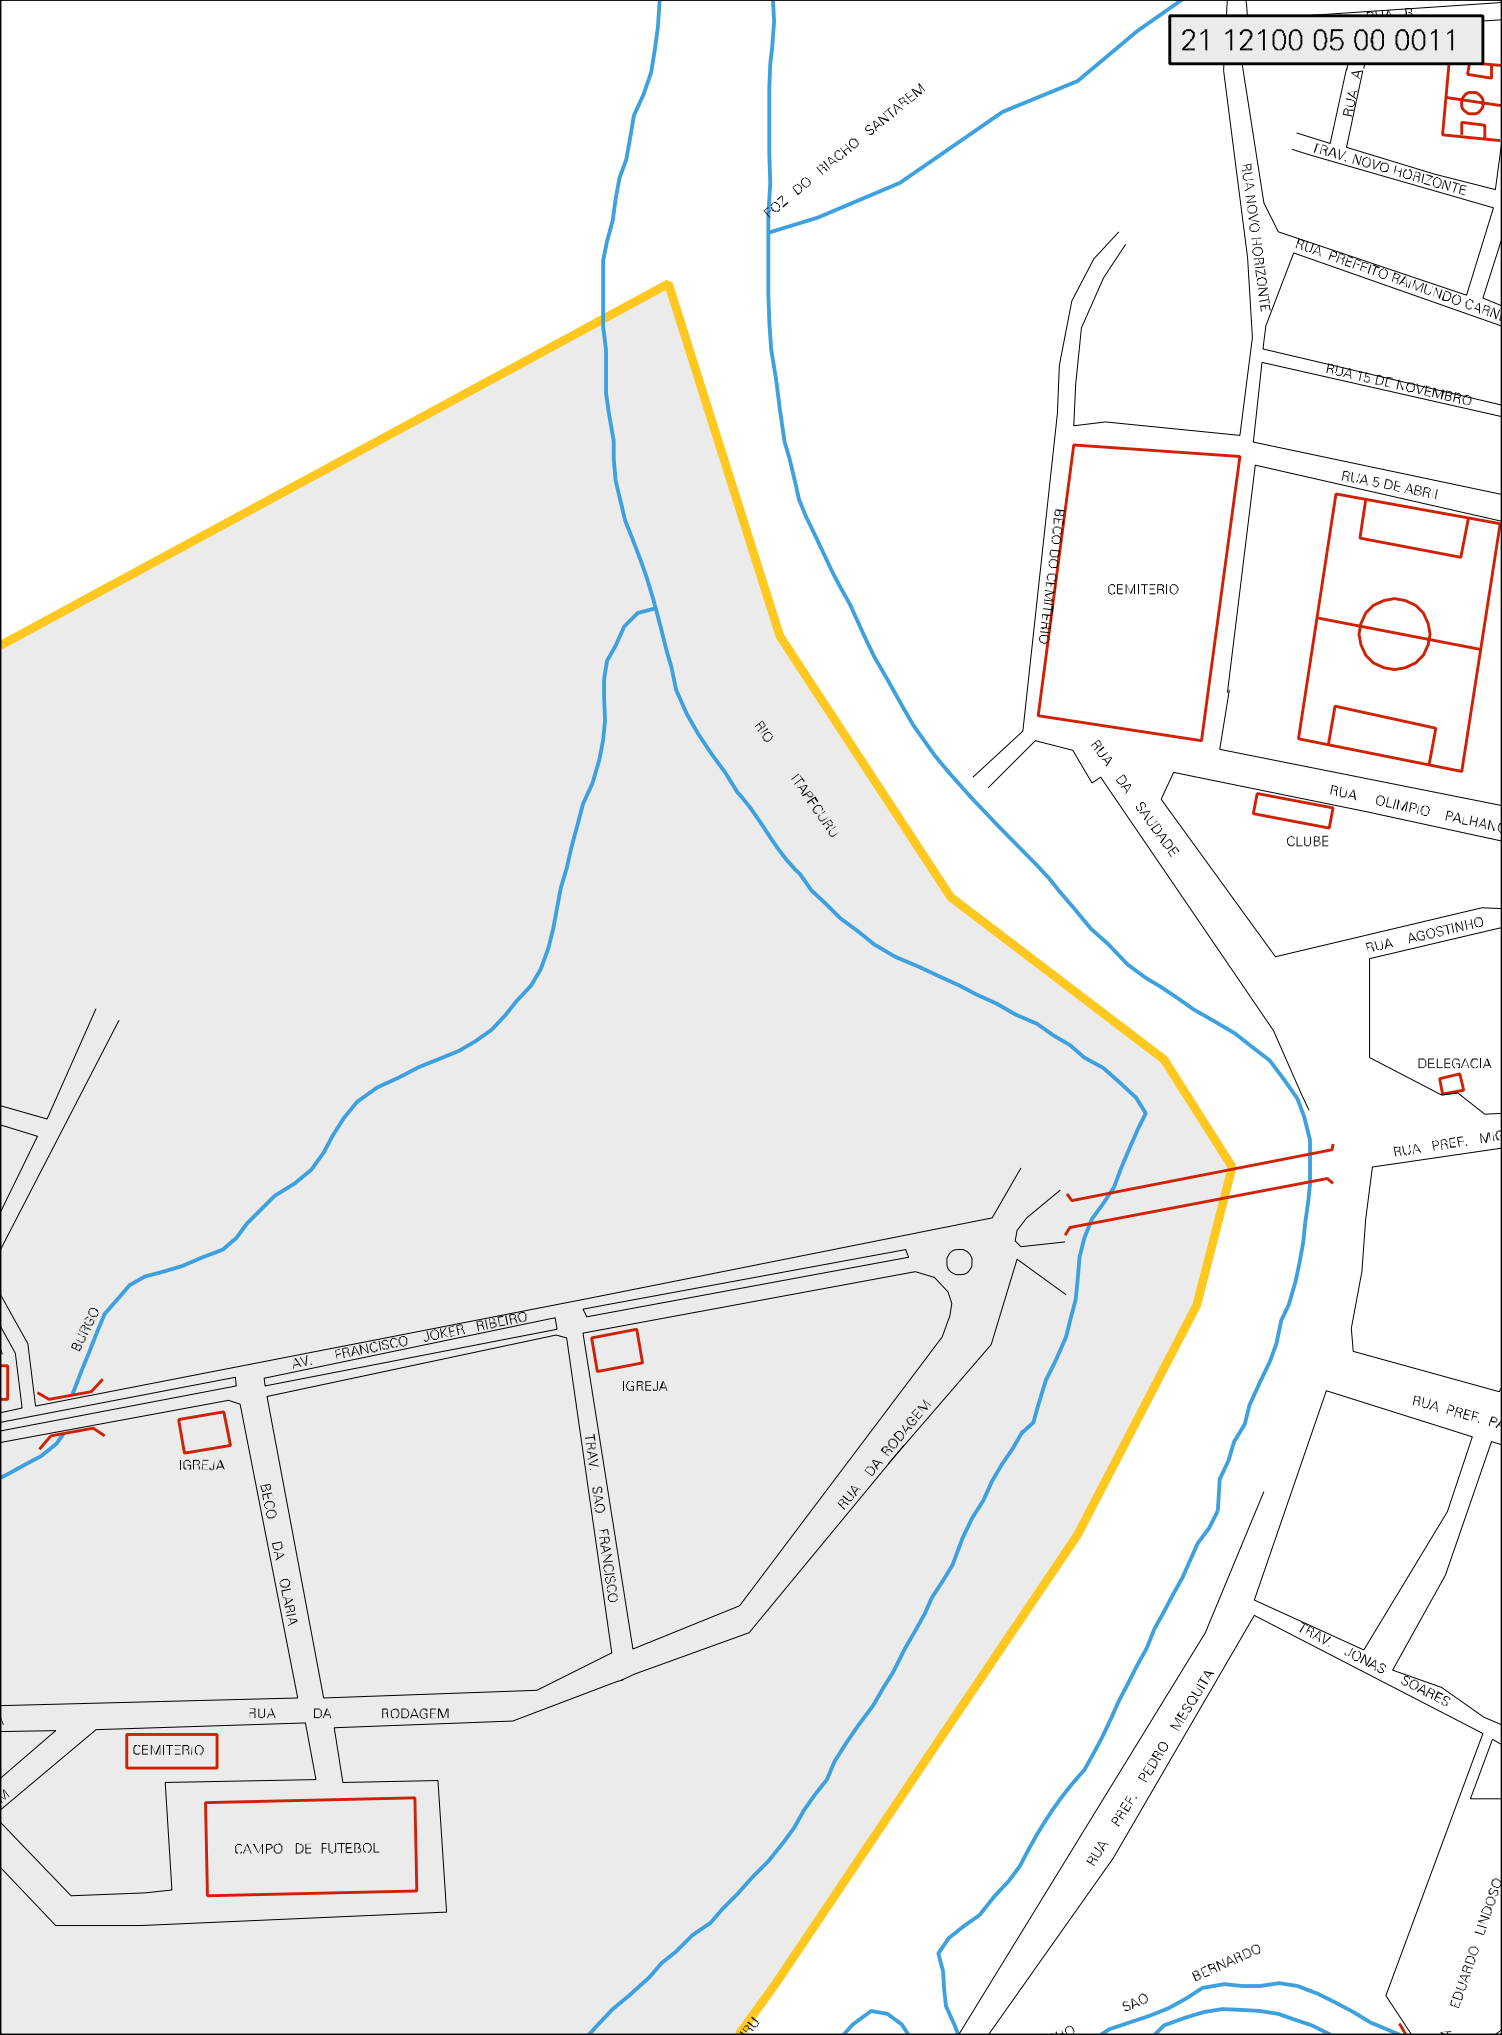 21 12100 05 00 0011
RUA A
TRAV. NOVO HORIZONTE
FOZ DO RIACHO SANTAREM
RUA NOVO HORIZONTE
RUA PREFEITO RAIMUNDO
RUA 15 DE NOVEMBRO
RUA 5 DE ABRIL
BECO DO CEMITERIO
CEMITERIO
RIO ITAPECURU
RUA DA SAUDADE
RUA OLIMPIO
CLUBE
RUA AGOSTINHO
DELEGACIA
RUA PREF.
BURGO
AV. FRANCISCO JOKER RIBEIRO
IGREJA
RUA PREF.
RUA DA RODAGEM
IGREJA
TRAV. SAO FRANCISCO
BECO DA OLARIA
TRAV. JONAS SOARES
RUA PREF. PEDRO MESQUITA
RUA DA RODAGEM
CEMITERIO
CAMPO DE FUTEBOL
EDUARDO LINDOSO
SAO BERNARDO